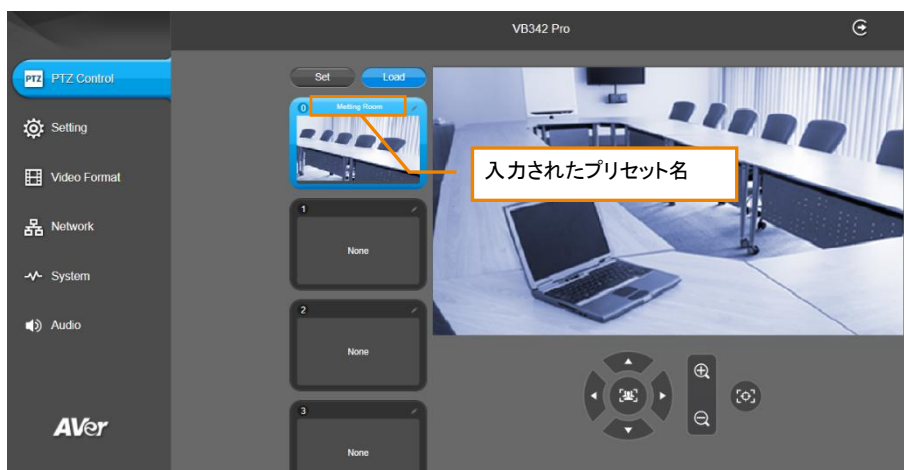 VB342 Pro
PTZ PTZ Control
Setting
Video Format
Network
System
Audio
AVer
Set Load
0 Melting Room
入力されたプリセット名
1
None
2
None
3
None